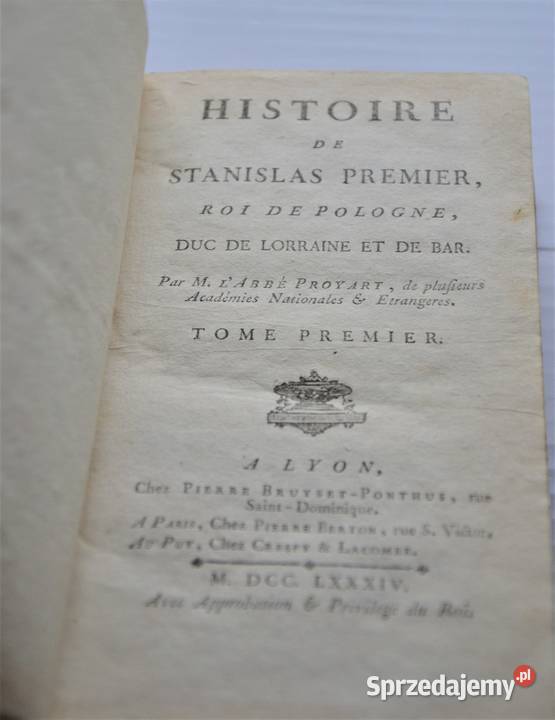 HISTOIRE
DE
STANISLAS PREMIER,
ROI DE POLOGNE,
DUC DE LORRAINE ET DE BAR.
Par M. L'ABBÉ PROYART, de plusieurs
Académies Nationales & Etrangeres.
TOME PREMIER.
A LYON,
Chez PIERRE BRUYSET-PONTHUS, rue
Saint-Dominique.
A PARIS, Chez PIERRE BERTON, rue S. Victor.
AU PUY, Chez CRESPY & LACOMBE.
M. DCC. LXXXIV.
Avec Approbation & Privilege du Roi.
Sprzedajemy.pl